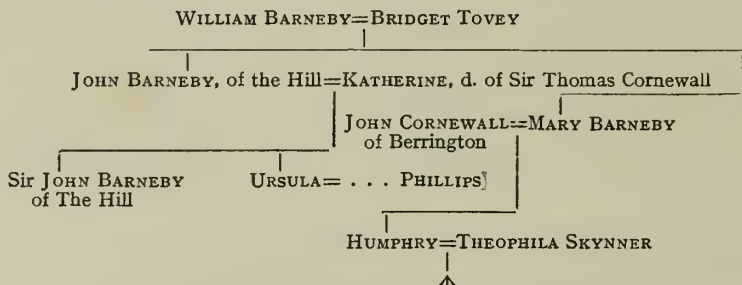 WILLIAM BARNEBY=BRIDGET TOVEY
JOHN BARNEBY, of the Hill=KATHERINE, d. of Sir Thomas Cornewall
JOHN CORNEWALL=MARY BARNEBY
of Berrington
Sir JOHN BARNEBY
of The Hill
URSULA= . . . PHILLIPS
HUMPHRY=THEOPHILA SKYNNER